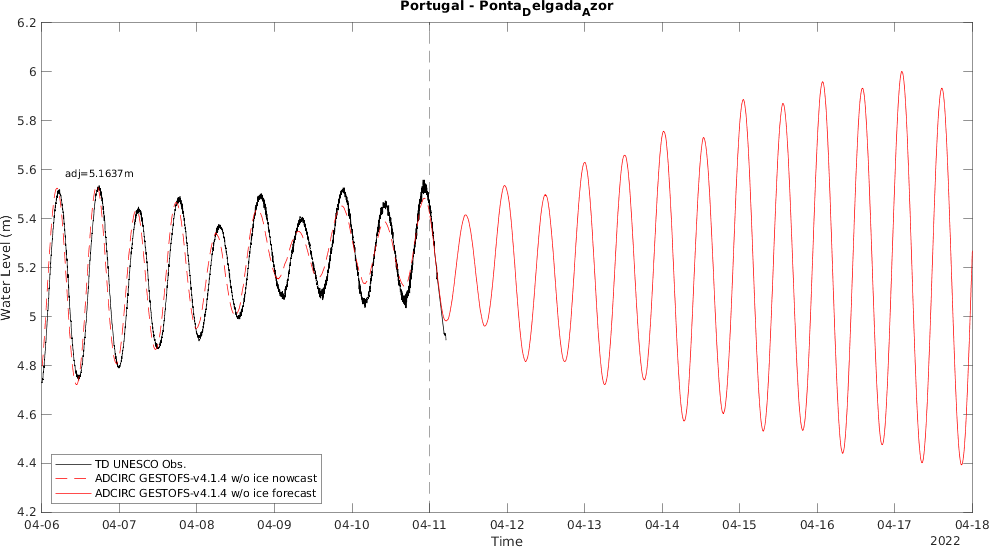 Portugal - PontaDelgadaAzor
6.2
6
5.8
5.6
5.4
5.2
5
4.8
4.6
4.4
4.2
Water Level (m)
adj=5.1637m
TD UNESCO Obs.
ADCIRC GESTOFS-v4.1.4 w/o ice nowcast
ADCIRC GESTOFS-v4.1.4 w/o ice forecast
04-06 04-07 04-08 04-09 04-10 04-11 04-12 04-13 04-14 04-15 04-16 04-17 04-18
Time
2022